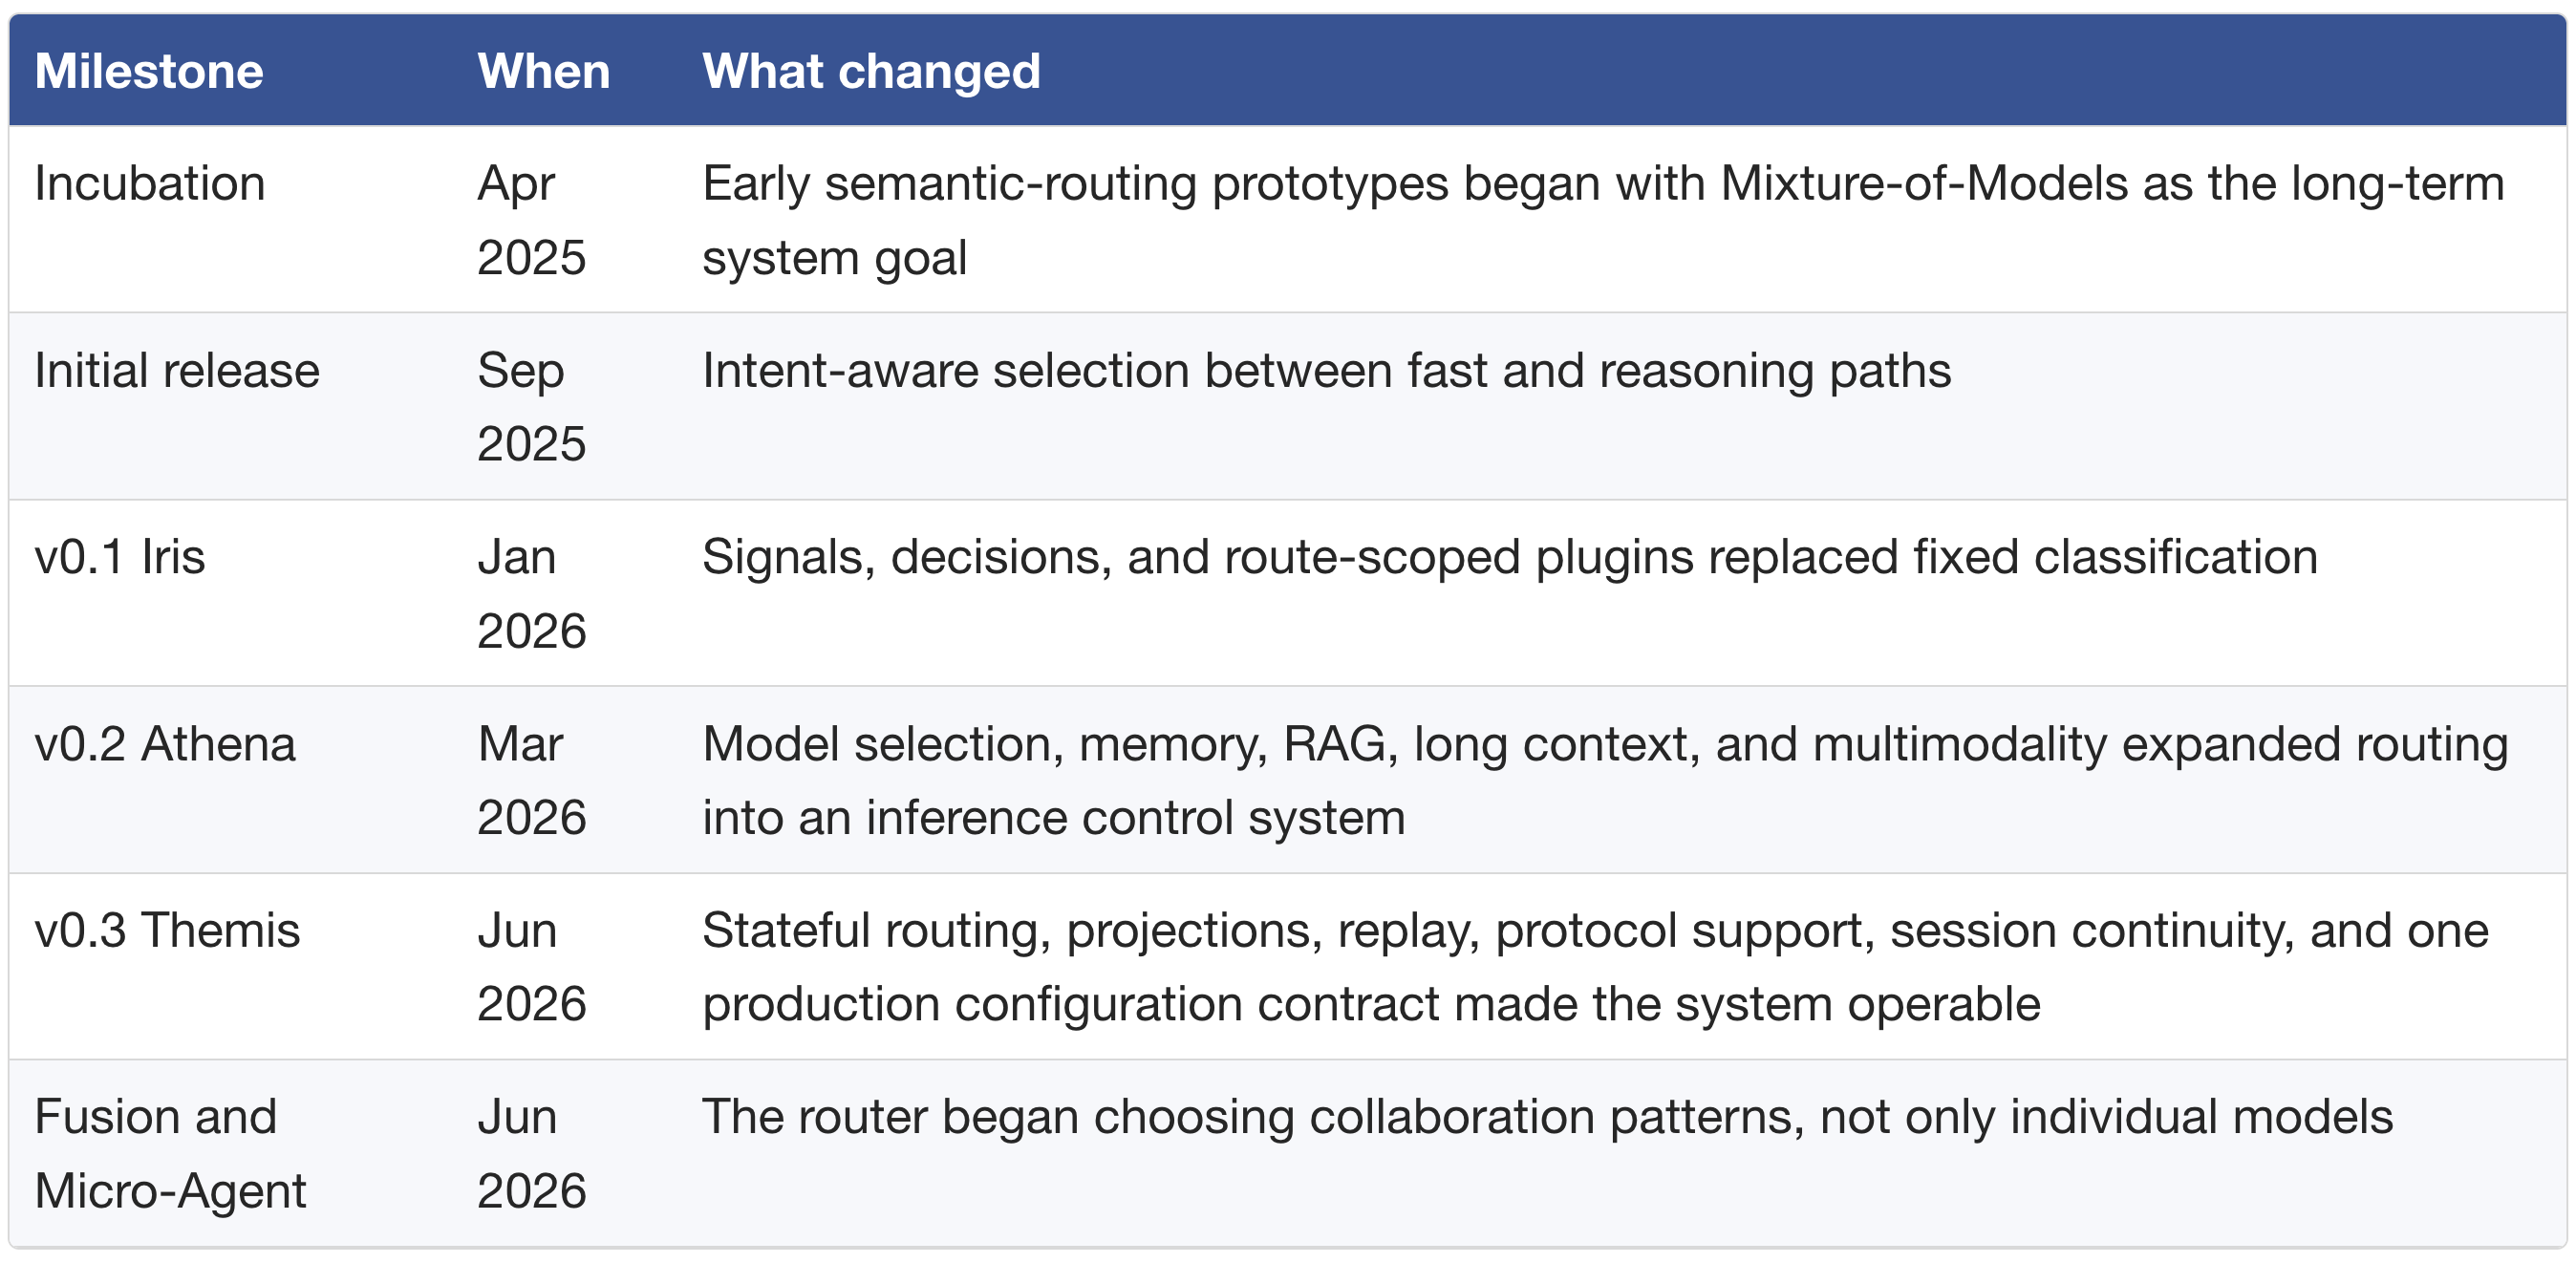 Milestone When What changed
Incubation Apr 2025 Early semantic-routing prototypes began with Mixture-of-Models as the long-term
system goal
Initial release Sep 2025 Intent-aware selection between fast and reasoning paths
v0.1 Iris Jan 2026 Signals, decisions, and route-scoped plugins replaced fixed classification
v0.2 Athena Mar 2026 Model selection, memory, RAG, long context, and multimodality expanded routing
into an inference control system
v0.3 Themis Jun 2026 Stateful routing, projections, replay, protocol support, session continuity, and one
production configuration contract made the system operable
Fusion and Micro-Agent Jun 2026 The router began choosing collaboration patterns, not only individual models